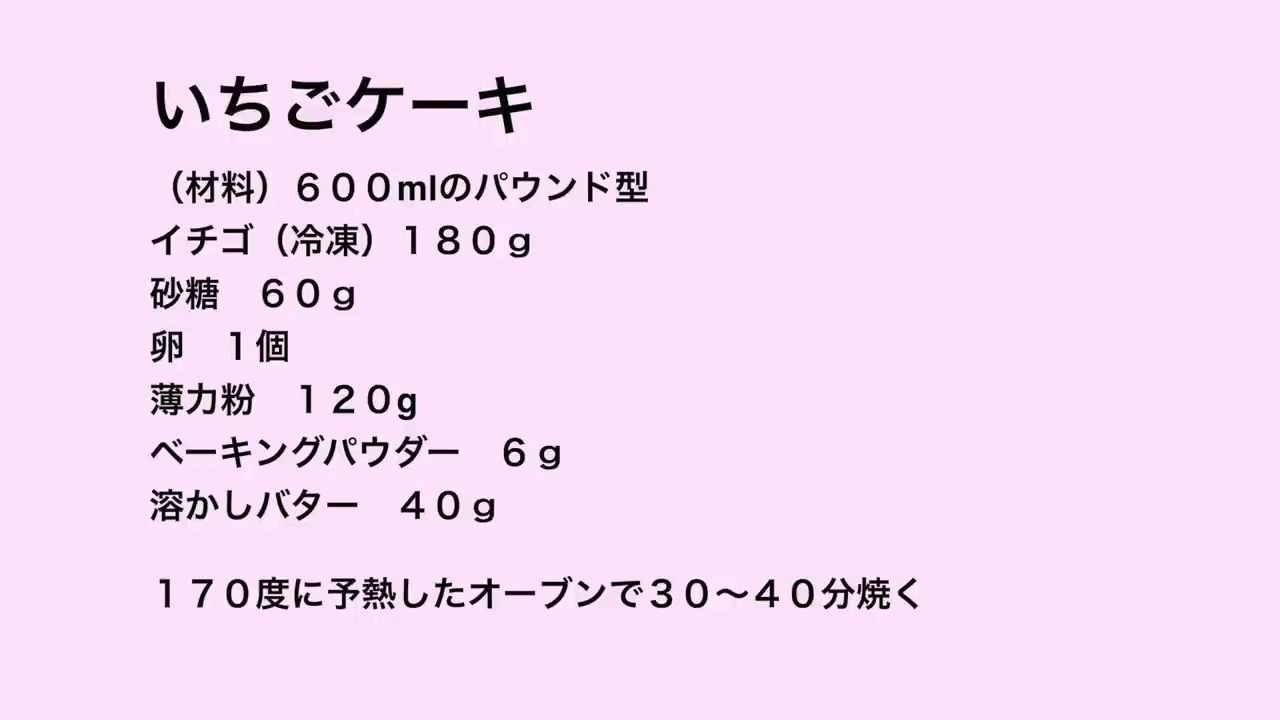 いちごケーキ
（材料）６００mlのパウンド型
イチゴ（冷凍）１８０ｇ
砂糖　６０ｇ
卵　１個
薄力粉　１２０g
ベーキングパウダー　６ｇ
溶かしバター　４０ｇ
１７０度に予熱したオーブンで３０〜４０分焼く